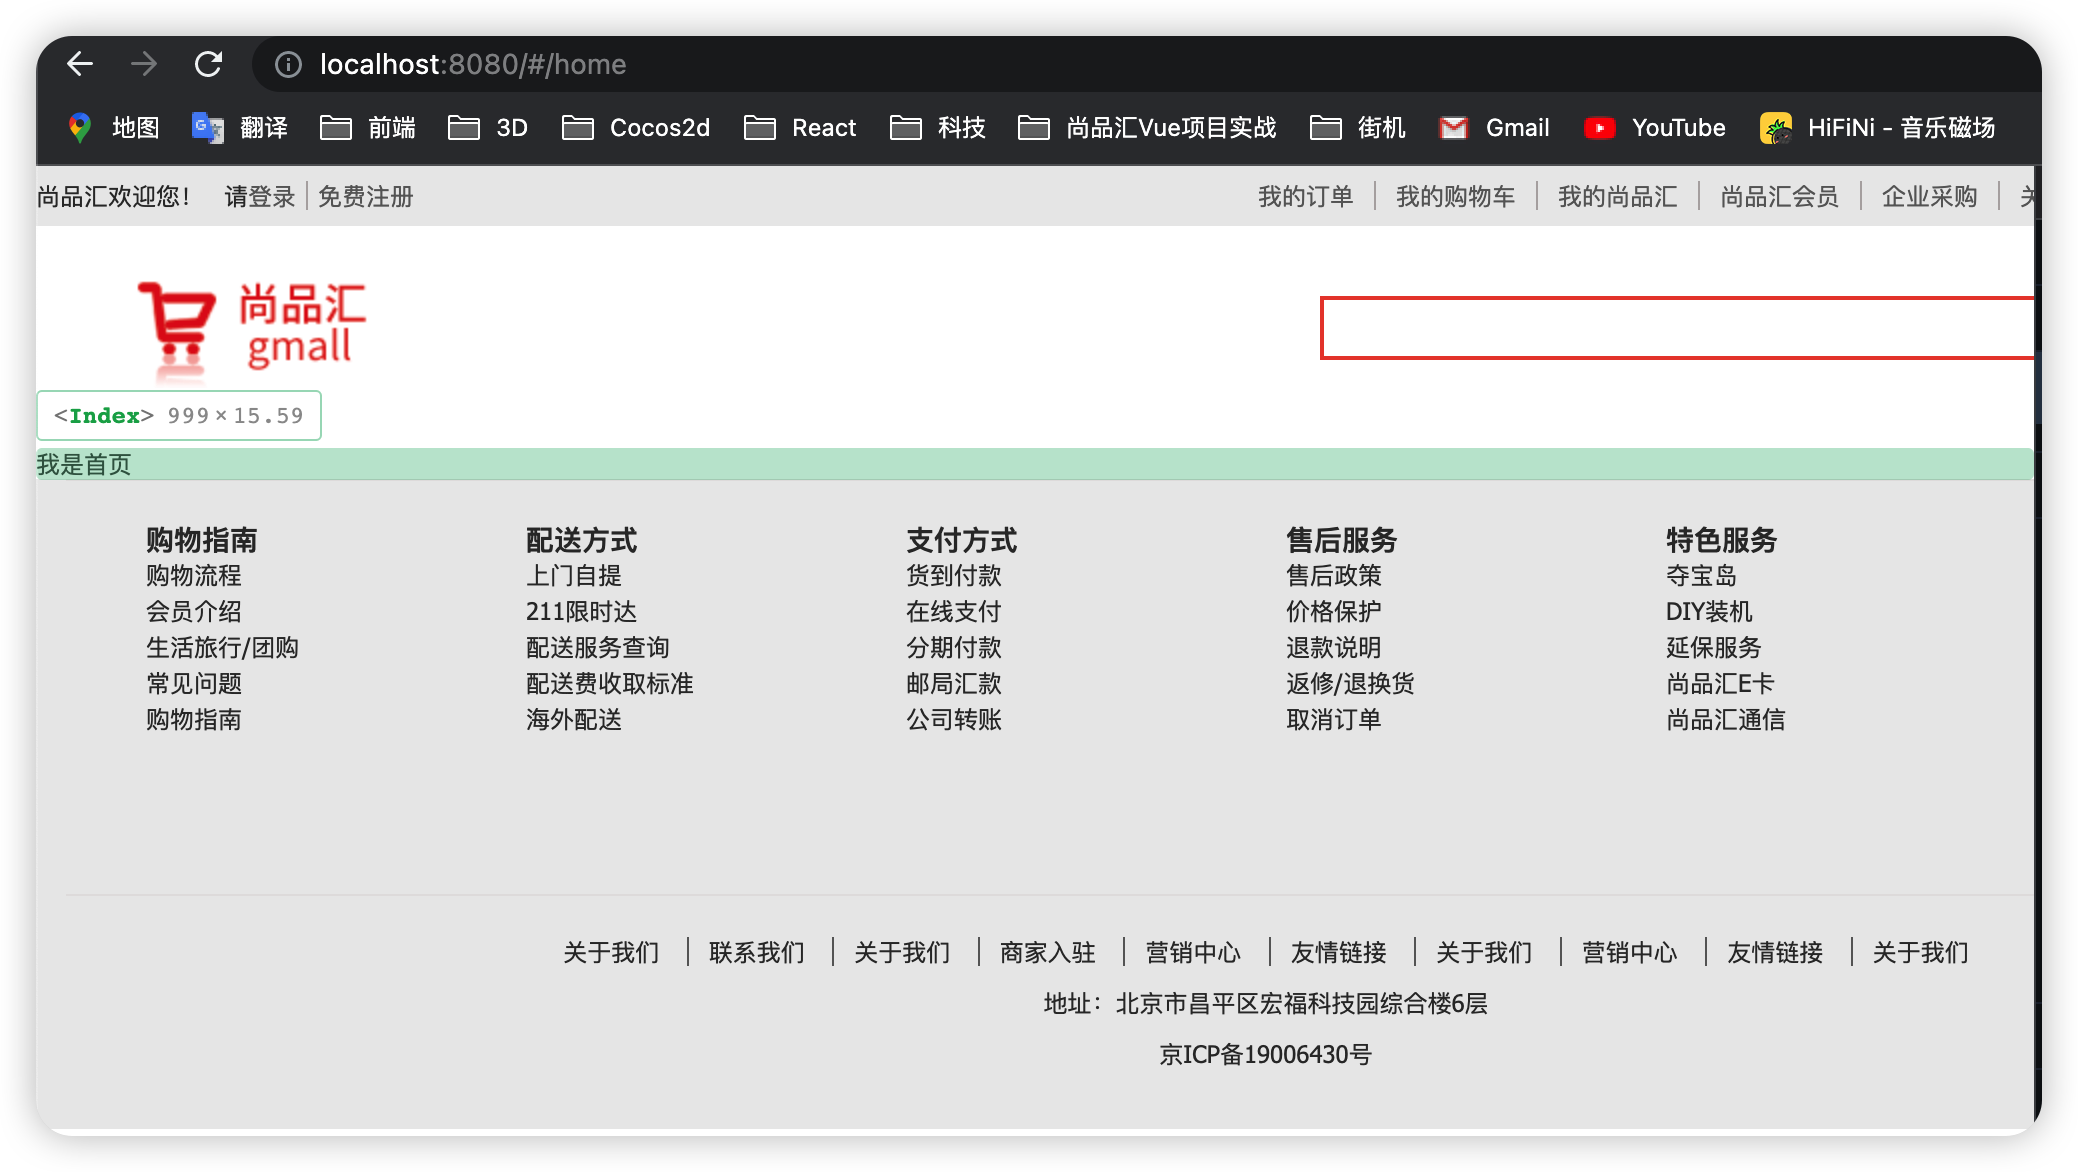 localhost:8080/#/home
地图 翻译 前端 3D Cocos2d React 科技 尚品汇Vue项目实战 街机 Gmail YouTube HiFiNi - 音乐磁场
尚品汇欢迎您! 请登录 免费注册 我的订单 我的购物车 我的尚品汇 尚品汇会员 企业采购
尚品汇
gmall
<Index> 999 × 15.59
我是首页
购物指南 配送方式 支付方式 售后服务 特色服务
购物流程 上门自提 货到付款 售后政策 夺宝岛
会员介绍 211限时达 在线支付 价格保护 DIY装机
生活旅行/团购 配送服务查询 分期付款 退款说明 延保服务
常见问题 配送费收取标准 邮局汇款 返修/退换货 尚品汇E卡
购物指南 海外配送 公司转账 取消订单 尚品汇通信
关于我们 联系我们 关于我们 商家入驻 营销中心 友情链接 关于我们 营销中心 友情链接 关于我们
地址：北京市昌平区宏福科技园综合楼6层
京ICP备19006430号